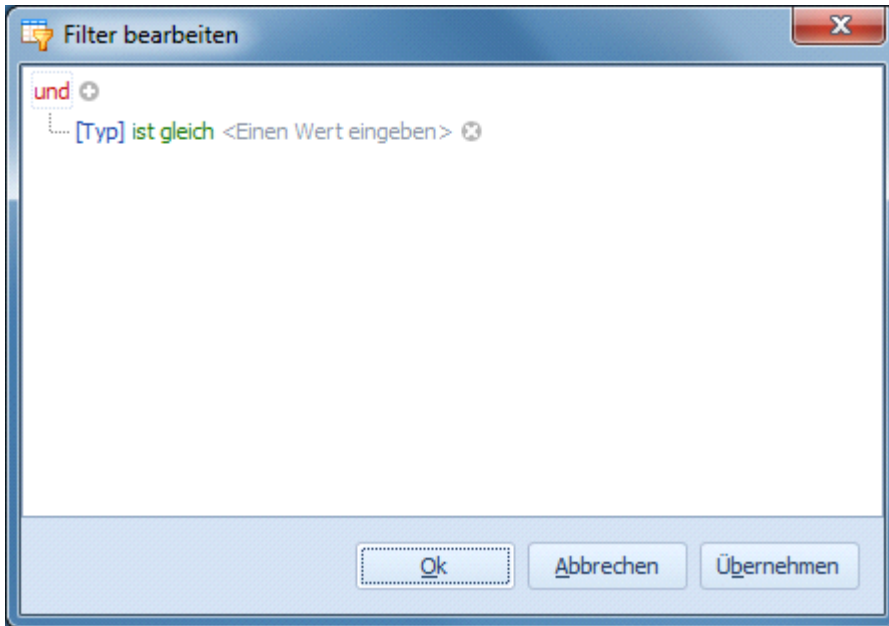 Filter bearbeiten
und
[Typ] ist gleich <Einen Wert eingeben>
Ok Abbrechen Übernehmen